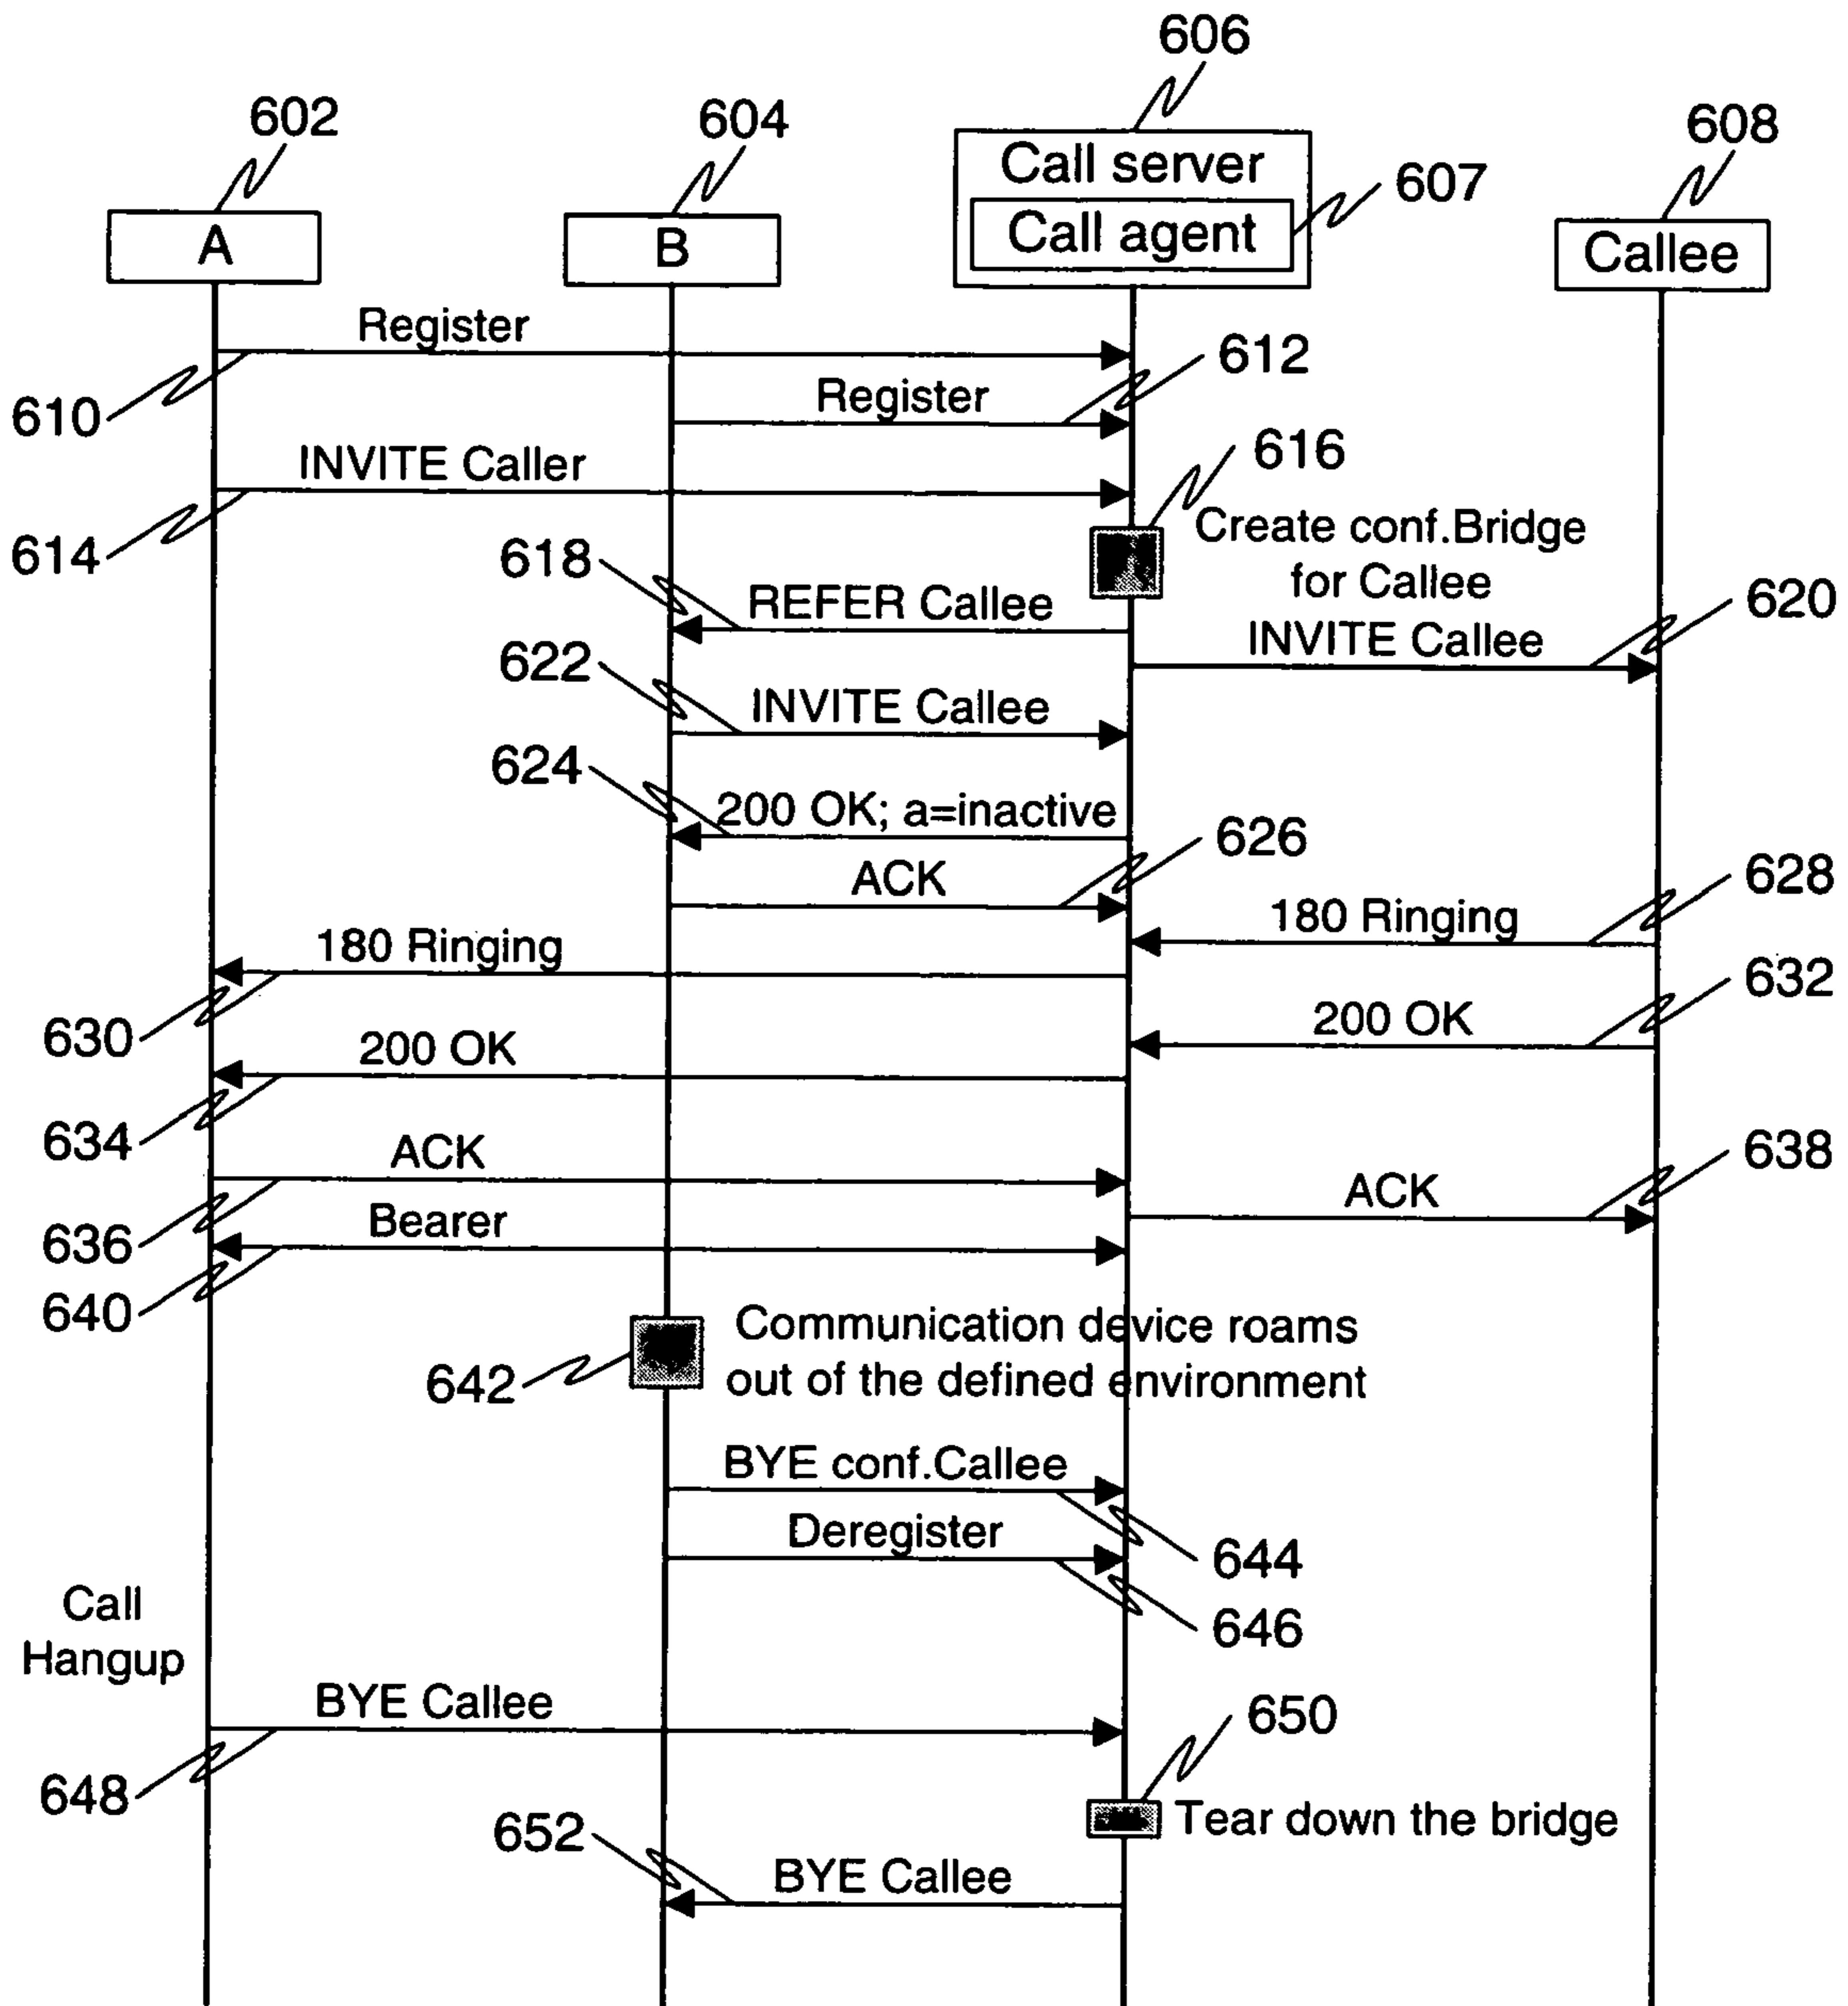 606
602
604
608
Call server
607
Call agent
A
B
Callee
Register
612
Register
610
INVITE Caller
616
Create conf.Bridge
for Callee
614
618
REFER Callee
620
INVITE Callee
622
INVITE Callee
624
200 OK; a=inactive
626
ACK
628
180 Ringing
180 Ringing
632
630
200 OK
200 OK
634
ACK
638
ACK
636
Bearer
640
Communication device roams
out of the defined environment
642
BYE conf.Callee
Deregister
644
Call
Hangup
646
BYE Callee
650
648
Tear down the bridge
652
BYE Callee